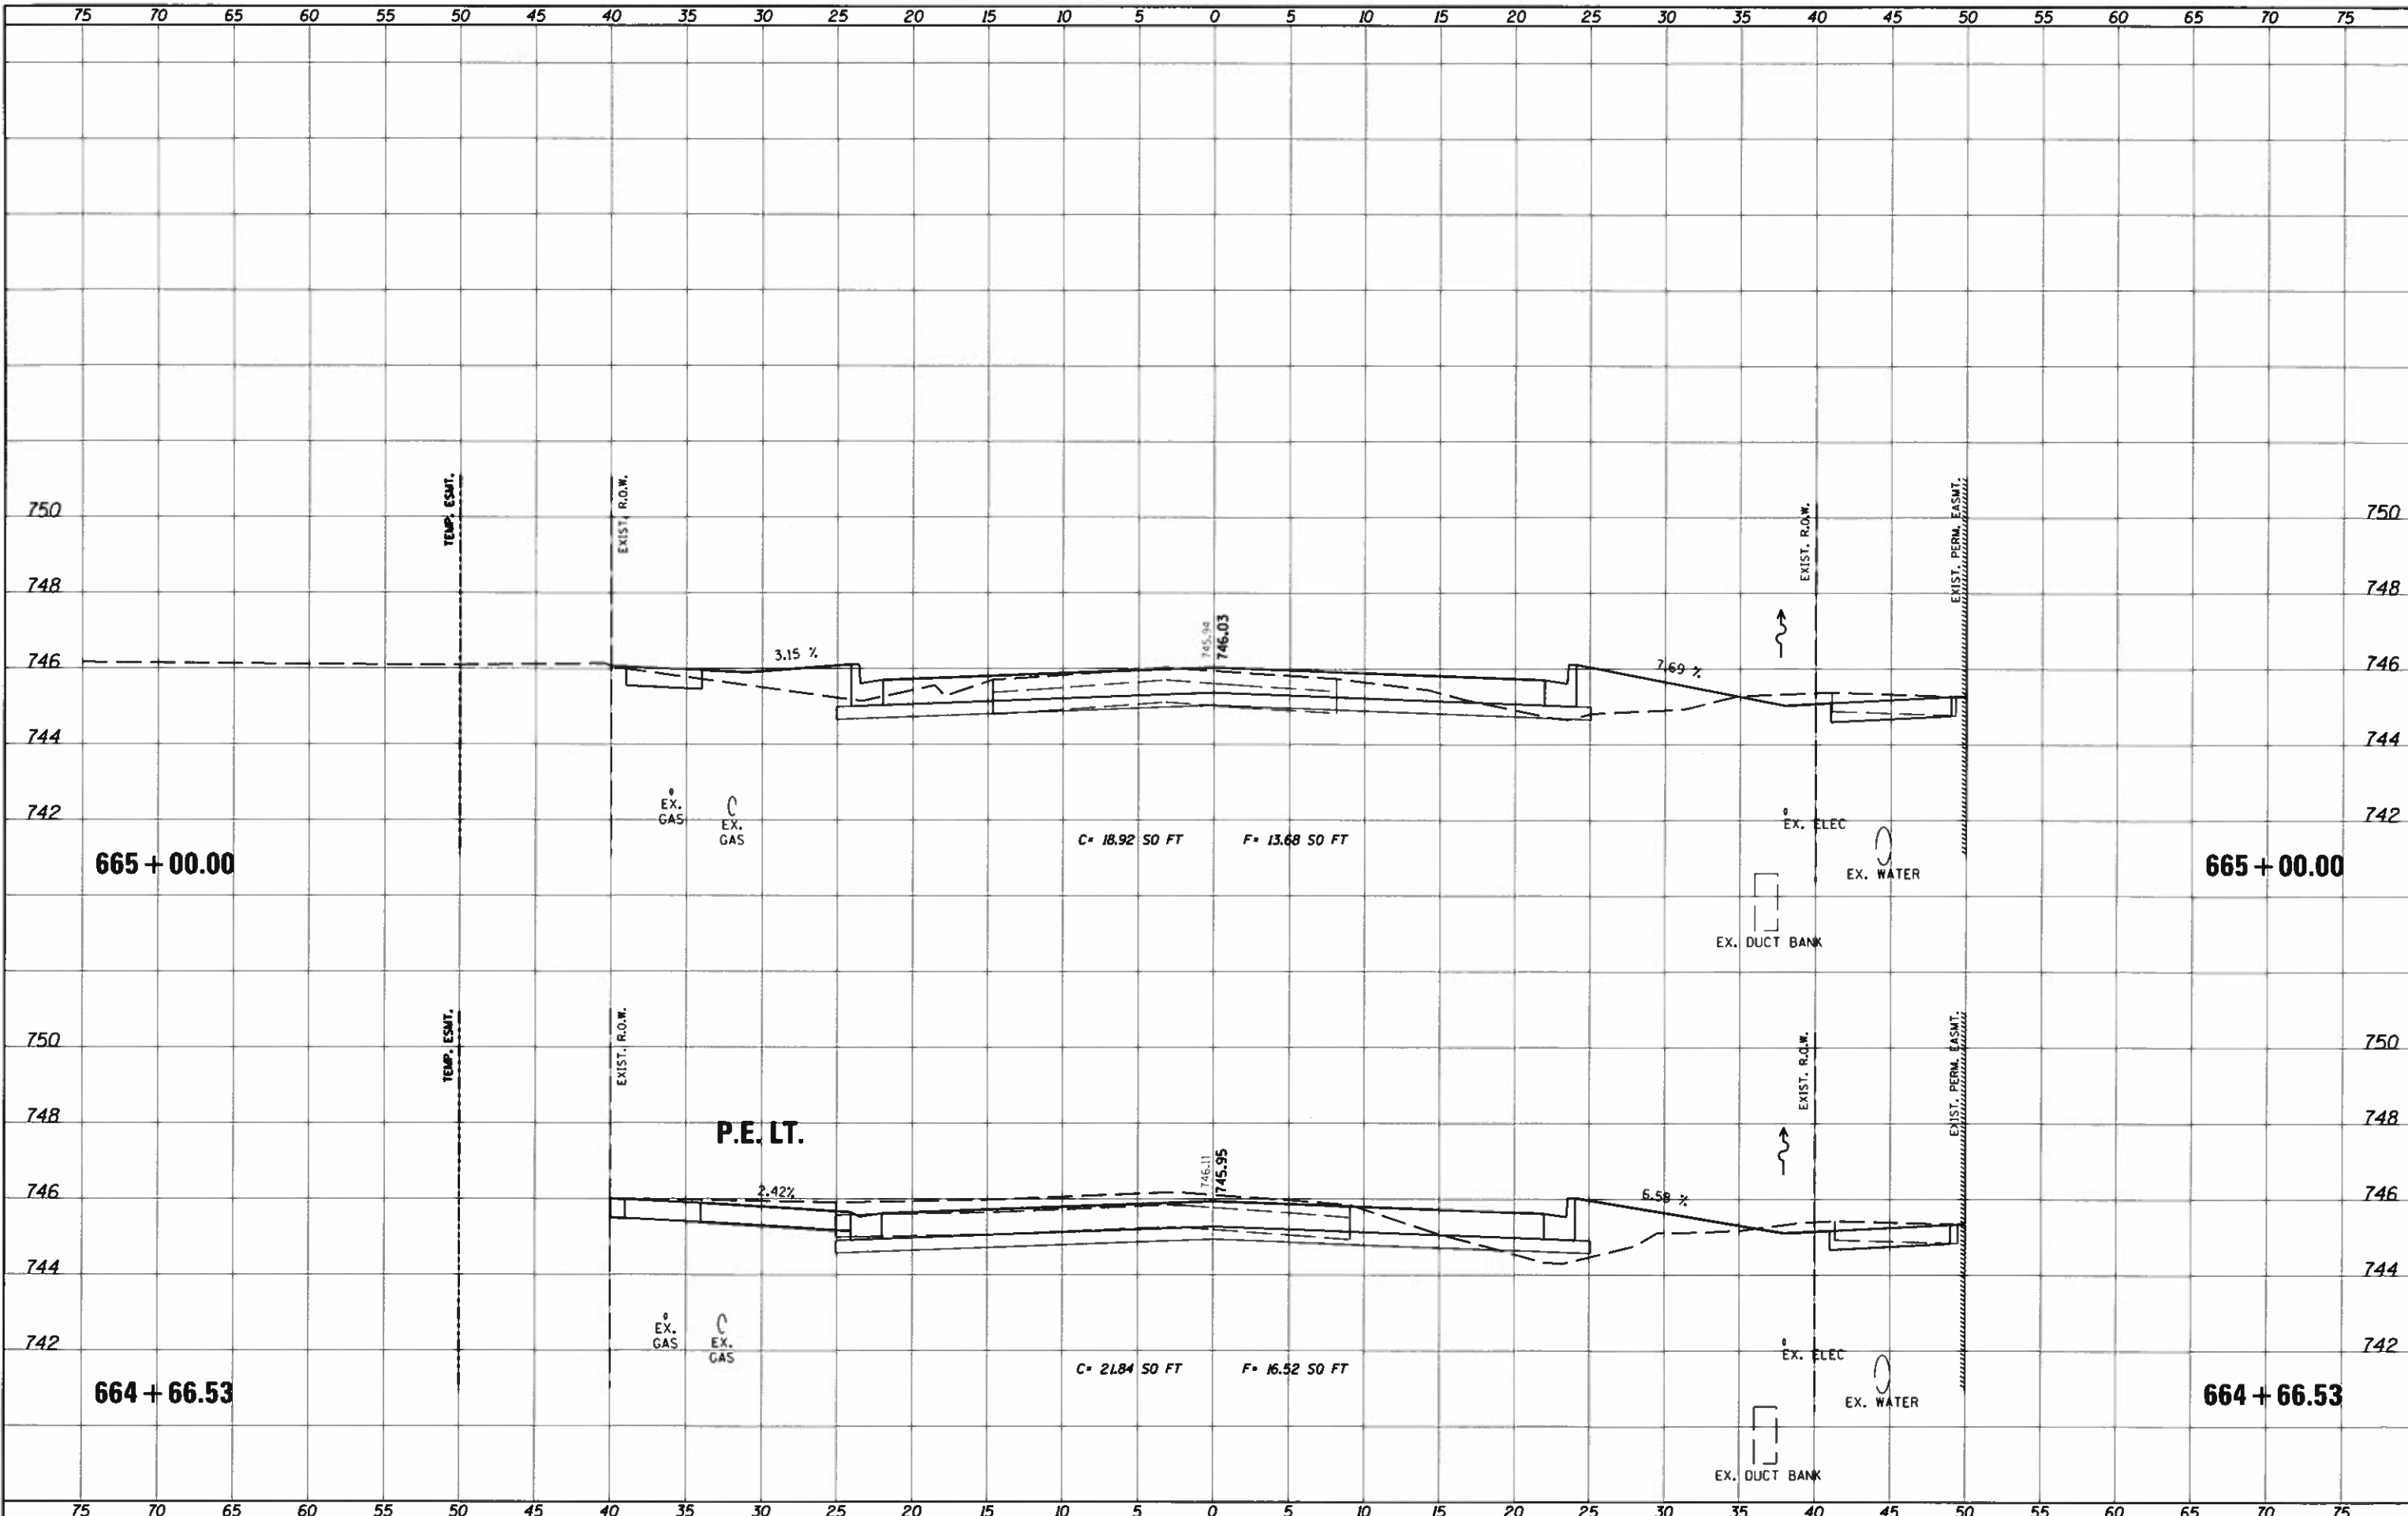 75 70 65 60 55 50 45 40 35 30 25 20 15 10 5 0 5 10 15 20 25 30 35 40 45 50 55 60 65 70 75
TEMP. ESMT.
EXIST. R.O.W.
EXIST. R.O.W.
EXIST. PERM. EASMT.
750 750
748 748
745.94
746.03
746 3.15 % 7.69 % 746
744 744
742 742
EX.
GAS
EX.
GAS
C= 18.92 SQ FT F= 13.68 SQ FT
EX. ELEC
EX. WATER
665+00.00 665+00.00
EX. DUCT BANK
TEMP. ESMT.
EXIST. R.O.W.
EXIST. R.O.W.
EXIST. PERM. EASMT.
750 750
748 748
P.E. LT.
746.11
745.95
746 2.42% 6.58 % 746
744 744
742 742
EX.
GAS
EX.
GAS
C= 21.84 SQ FT F= 16.52 SQ FT
EX. ELEC
EX. WATER
664+66.53 664+66.53
EX. DUCT BANK
75 70 65 60 55 50 45 40 35 30 25 20 15 10 5 0 5 10 15 20 25 30 35 40 45 50 55 60 65 70 75